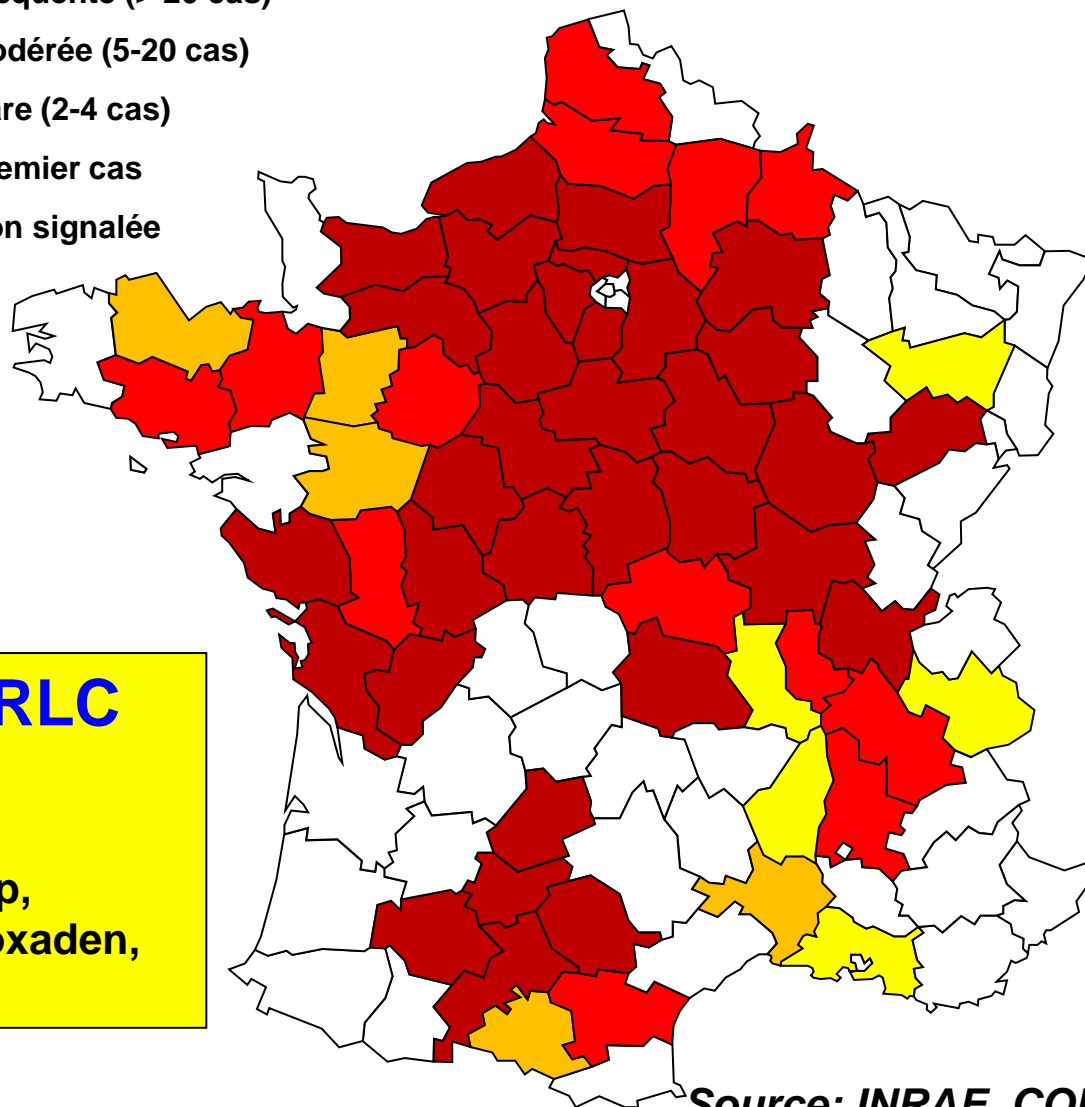 odérée (5-20 cas)
are (2-4 cas)
emier cas
on signalée
RLC
p,
oxaden,
Source: INRAE, CO